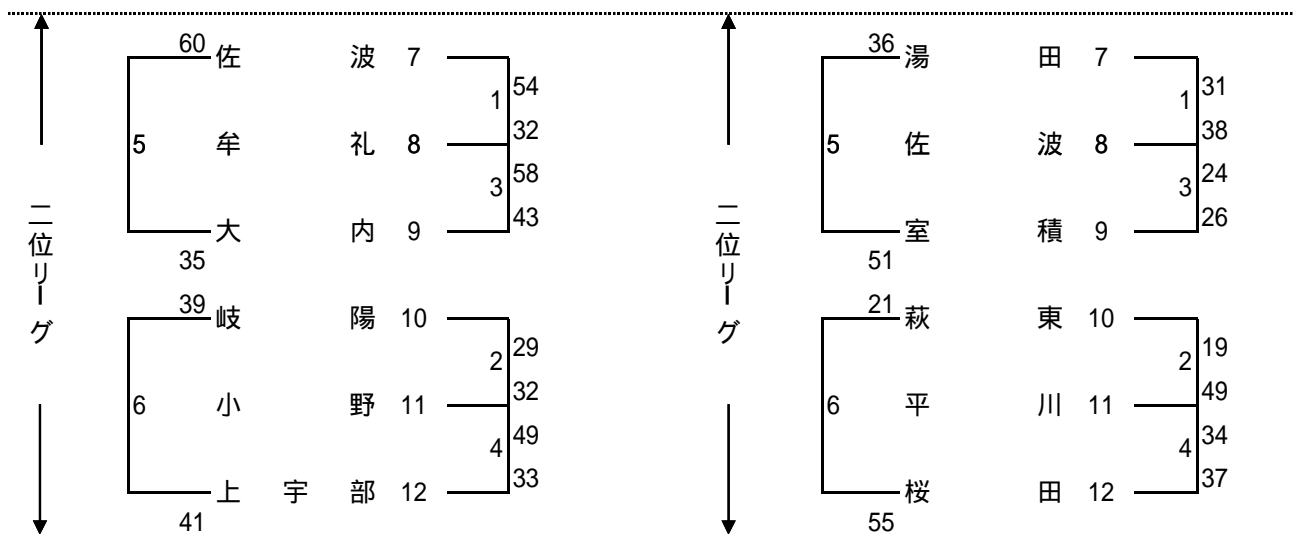 二位リーグ
60 佐波 7
54
1
5 牟礼 8
32
58
3
大内 9
43
35
39 岐陽 10
29
2
6 小野 11
32
49
4
上宇部 12
33
41
二位リーグ
36 湯田 7
31
1
5 佐波 8
38
24
3
室積 9
26
51
21 萩東 10
19
2
6 平川 11
49
34
4
桜田 12
37
55